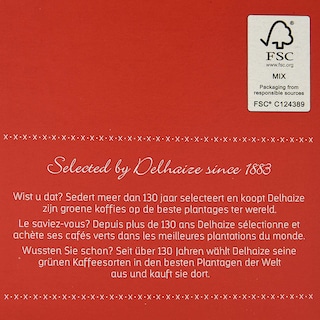 FSC
www.fsc.org
MIX
Packaging from
responsible sources
FSC® C124389
Selected by Delhaize since 1883
Wist u dat? Sedert meer dan 130 jaar selecteert en koopt Delhaize
zijn groene koffies op de beste plantages ter wereld.
Le saviez-vous? Depuis plus de 130 ans Delhaize sélectionne et
achète ses cafés verts dans les meilleures plantations du monde.
Wussten Sie schon? Seit über 130 Jahren wählt Delhaize seine
grünen Kaffeesorten in den besten Plantagen der Welt
aus und kauft sie dort.